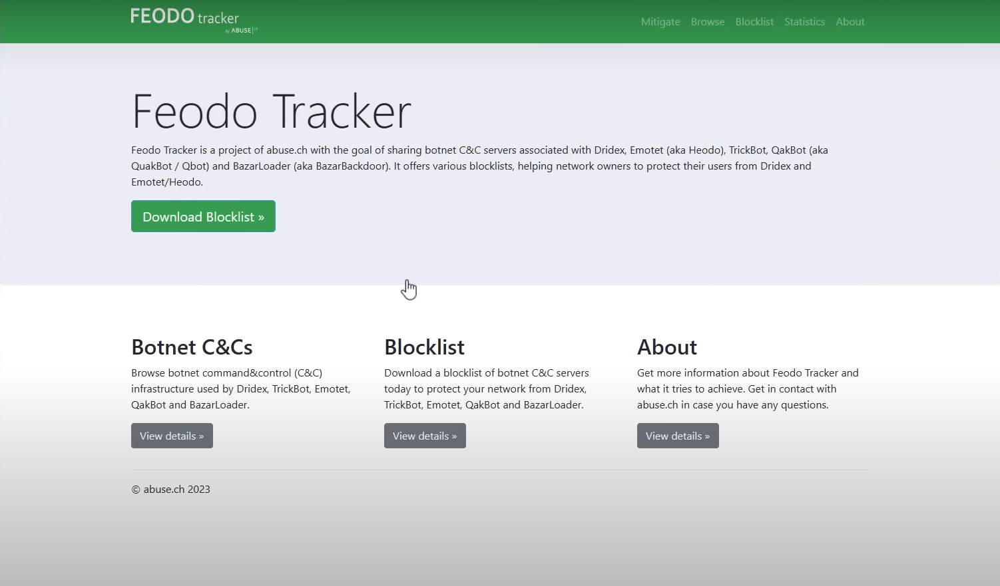 FEODO tracker
by ABUSE|ch
Mitigate Browse Blocklist Statistics About
Feodo Tracker
Feodo Tracker is a project of abuse.ch with the goal of sharing botnet C&C servers associated with Dridex, Emotet (aka Heodo), TrickBot, QakBot (aka
QuakBot / Qbot) and BazarLoader (aka BazarBackdoor). It offers various blocklists, helping network owners to protect their users from Dridex and
Emotet/Heodo.
Download Blocklist »
Botnet C&Cs
Browse botnet command&control (C&C)
infrastructure used by Dridex, TrickBot, Emotet,
QakBot and BazarLoader.
View details »
Blocklist
Download a blocklist of botnet C&C servers
today to protect your network from Dridex,
TrickBot, Emotet, QakBot and BazarLoader.
View details »
About
Get more information about Feodo Tracker and
what it tries to achieve. Get in contact with
abuse.ch in case you have any questions.
View details »
© abuse.ch 2023